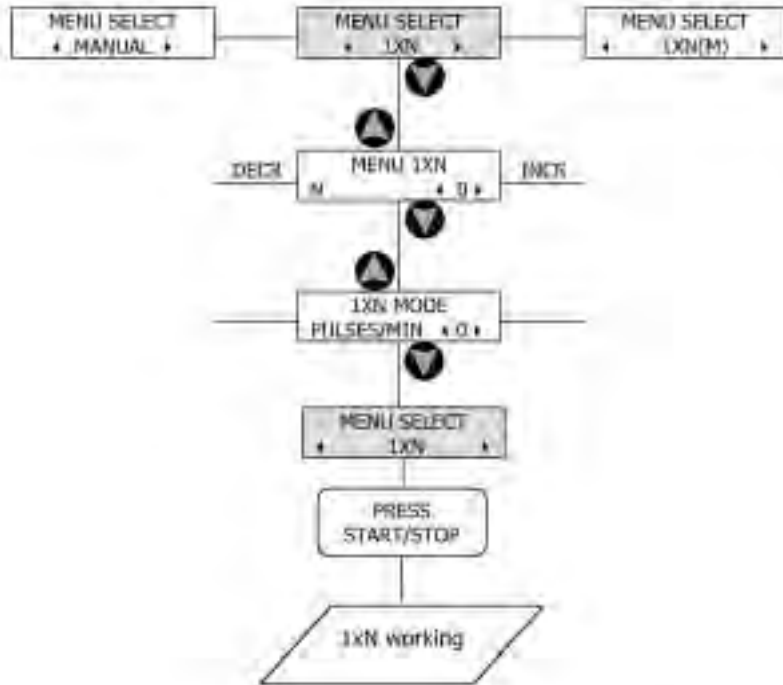 MENU SELECT
MANUAL
MENU SELECT
1XN
MENU SELECT
1XN(M)
MENU 1XN
DECR
INCR
N
1XN MODE
PULSES/MIN 0
MENU SELECT
1XN
PRESS
START/STOP
1xN working